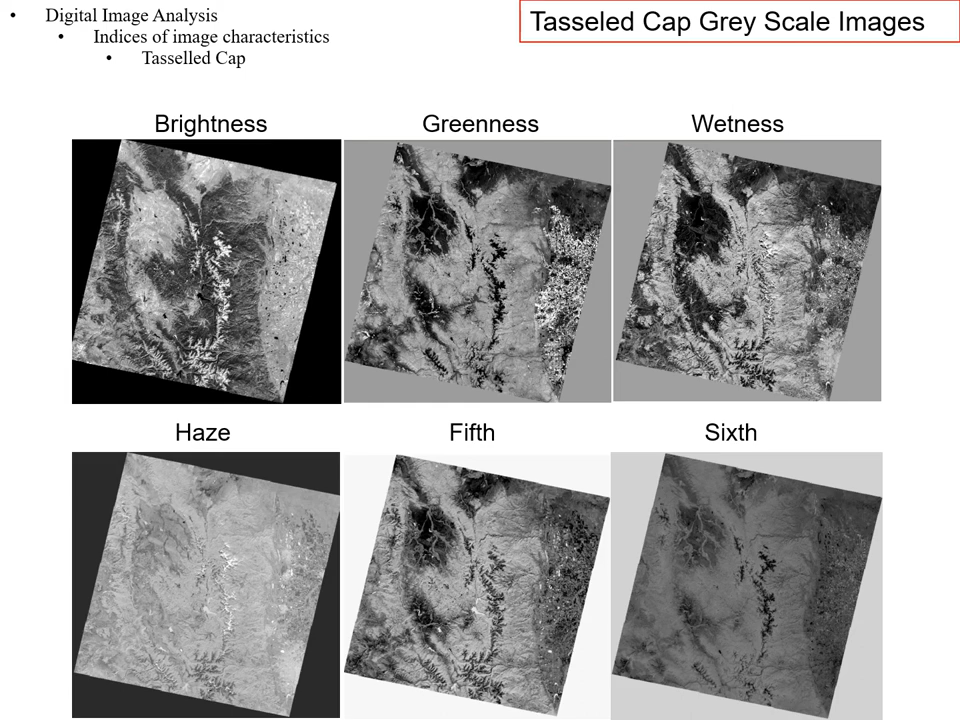 • Digital Image Analysis
• Indices of image characteristics
• Tasselled Cap
Tasseled Cap Grey Scale Images
Brightness Greenness Wetness
Haze Fifth Sixth